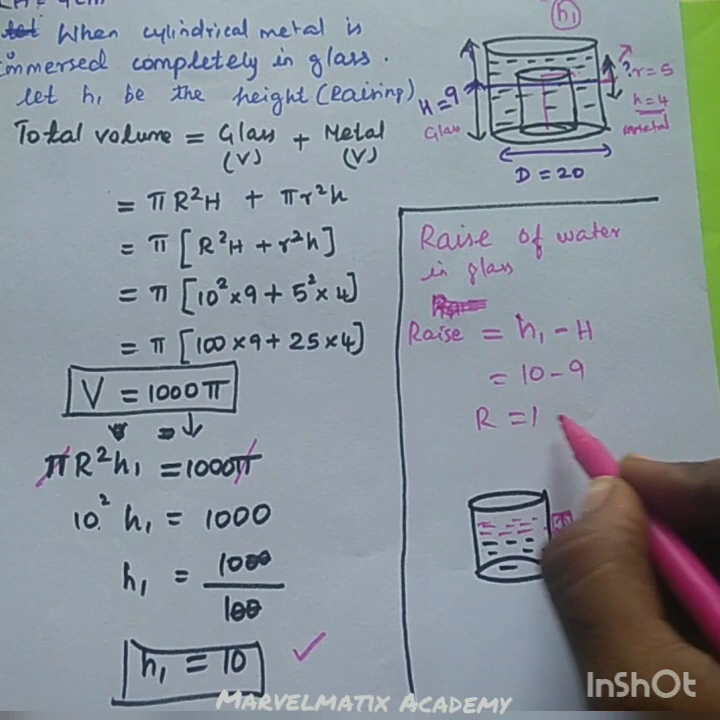 When cylindrical metal is
immersed completely in glass.
let h₁ be the height (Raising)
Total volume = Glass (V) + Metal (V)
= πR²H + πr²h
= π[R²H + r²h]
= π[10²×9 + 5²×4]
= π[100×9 + 25×4]
V = 1000π
πR²h₁ = 1000π
10² h₁ = 1000
h₁ = 1000/100
h₁ = 10 ✓
h₁
H = 9
Glass
? r = 5
h = 4
metal
D = 20
Raise of water
in glass
Raise = h₁ - H
= 10 - 9
R = 1
InShOt
Marvelmatix Academy